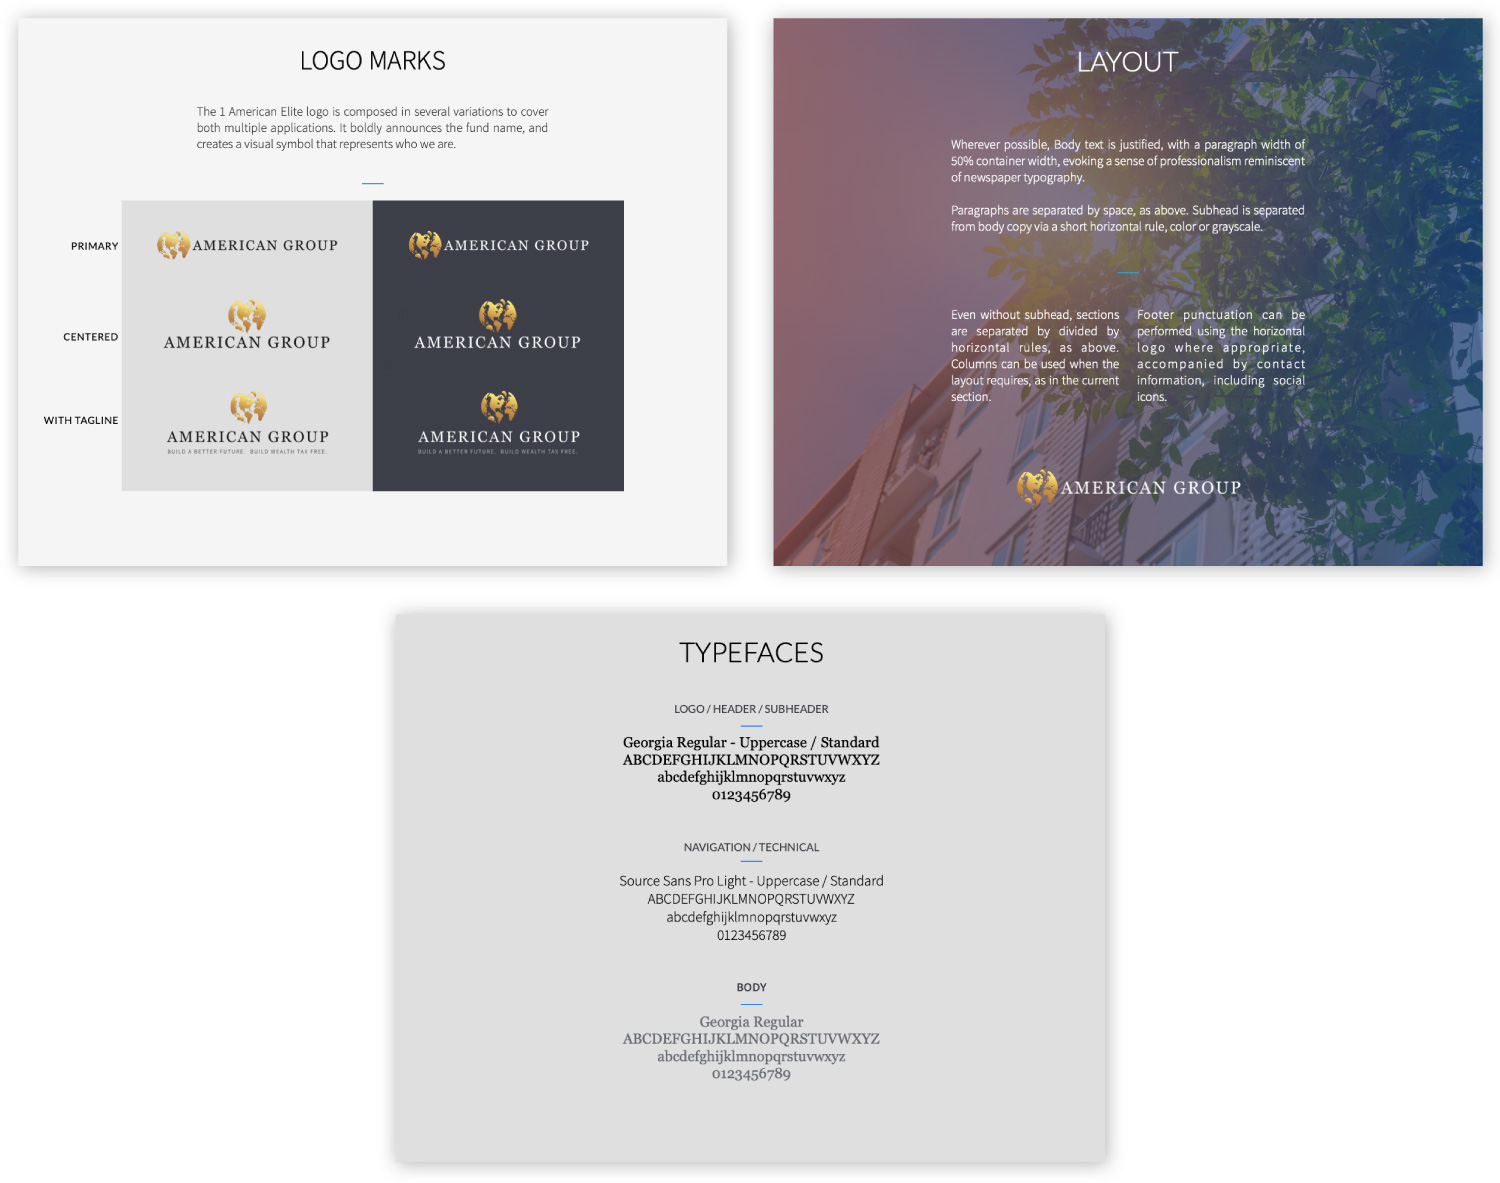 LOGO MARKS
The 1 American Elite logo is composed in several variations to cover
both multiple applications. It boldly announces the fund name, and
creates a visual symbol that represents who we are.
PRIMARY
AMERICAN GROUP
AMERICAN GROUP
CENTERED
AMERICAN GROUP
AMERICAN GROUP
WITH TAGLINE
AMERICAN GROUP
BUILD A BETTER FUTURE. BUILD WEALTH TAX FREE.
AMERICAN GROUP
BUILD A BETTER FUTURE. BUILD WEALTH TAX FREE.
LAYOUT
Wherever possible, Body text is justified, with a paragraph width of
50% container width, evoking a sense of professionalism reminiscent
of newspaper typography.
Paragraphs are separated by space, as above. Subhead is separated
from body copy via a short horizontal rule, color or grayscale.
Even without subhead, sections
are separated by divided by
horizontal rules, as above.
Columns can be used when the
layout requires, as in the current
section.
Footer punctuation can be
performed using the horizontal
logo where appropriate,
accompanied by contact
information, including social
icons.
AMERICAN GROUP
TYPEFACES
LOGO / HEADER / SUBHEADER
Georgia Regular - Uppercase / Standard
ABCDEFGHIJKLMNOPQRSTUVWXYZ
abcdefghijklmnopqrstuvwxyz
0123456789
NAVIGATION / TECHNICAL
Source Sans Pro Light - Uppercase / Standard
ABCDEFGHIJKLMNOPQRSTUVWXYZ
abcdefghijklmnopqrstuvwxyz
0123456789
BODY
Georgia Regular
ABCDEFGHIJKLMNOPQRSTUVWXYZ
abcdefghijklmnopqrstuvwxyz
0123456789